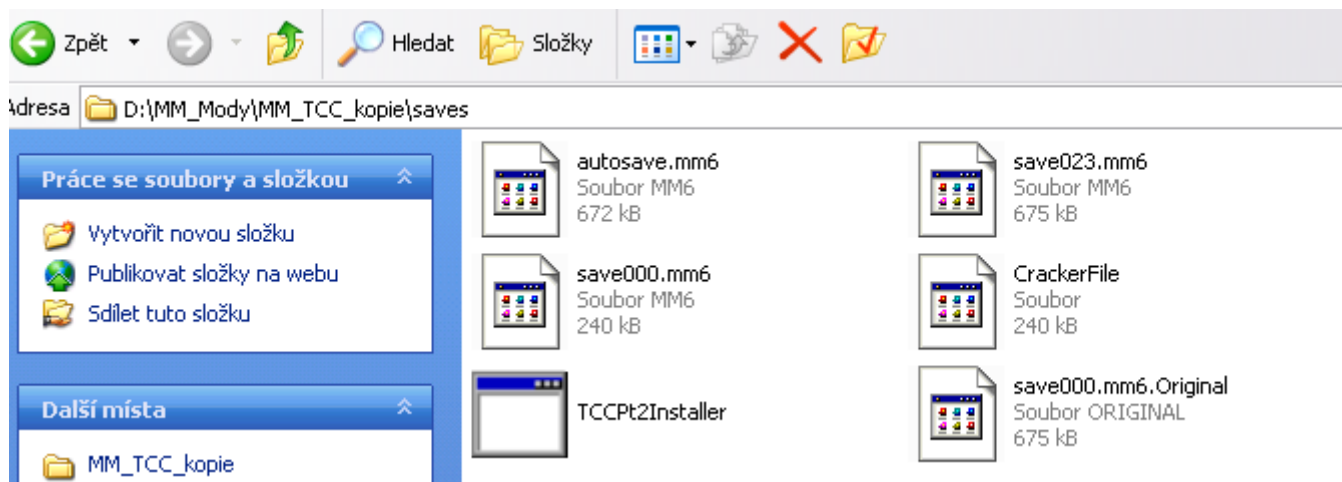 Zpět
Hledat
Složky
Adresa D:\MM_Mody\MM_TCC_kopie\saves
Práce se soubory a složkou
Vytvořit novou složku
Publikovat složky na webu
Sdílet tuto složku
Další místa
MM_TCC_kopie
autosave.mm6
Soubor MM6
672 kB
save023.mm6
Soubor MM6
675 kB
save000.mm6
Soubor MM6
240 kB
CrackerFile
Soubor
240 kB
TCCPt2Installer
save000.mm6.Original
Soubor ORIGINAL
675 kB